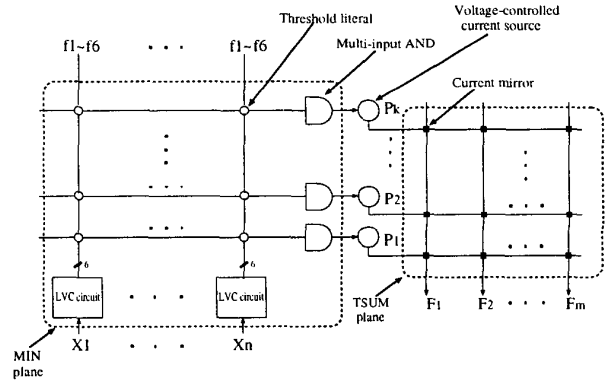 Threshold literal
Voltage-controlled
current source
f1~f6 . . . f1~f6
Multi-input AND
Current mirror
Pk
P2
P1
6 6
LVC circuit . . . . LVC circuit
TSUM
plane
F1 F2 . . . . Fm
MIN
plane
X1 . . . . Xn